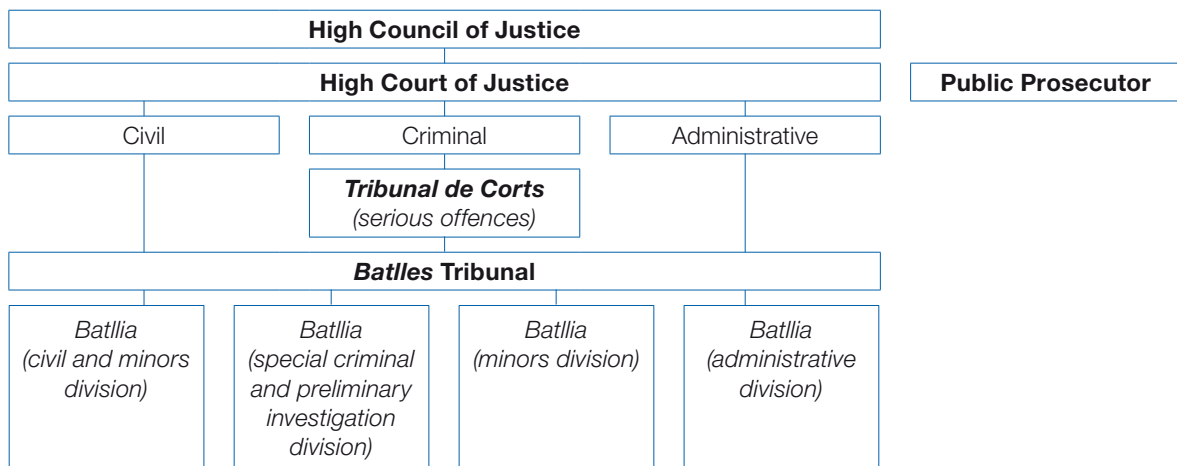 High Council of Justice
High Court of Justice
Public Prosecutor
Civil
Criminal
Administrative
Tribunal de Corts
(serious offences)
Batlles Tribunal
Batllia
(civil and minors
division)
Batllia
(special criminal
and preliminary
investigation
division)
Batllia
(minors division)
Batllia
(administrative
division)